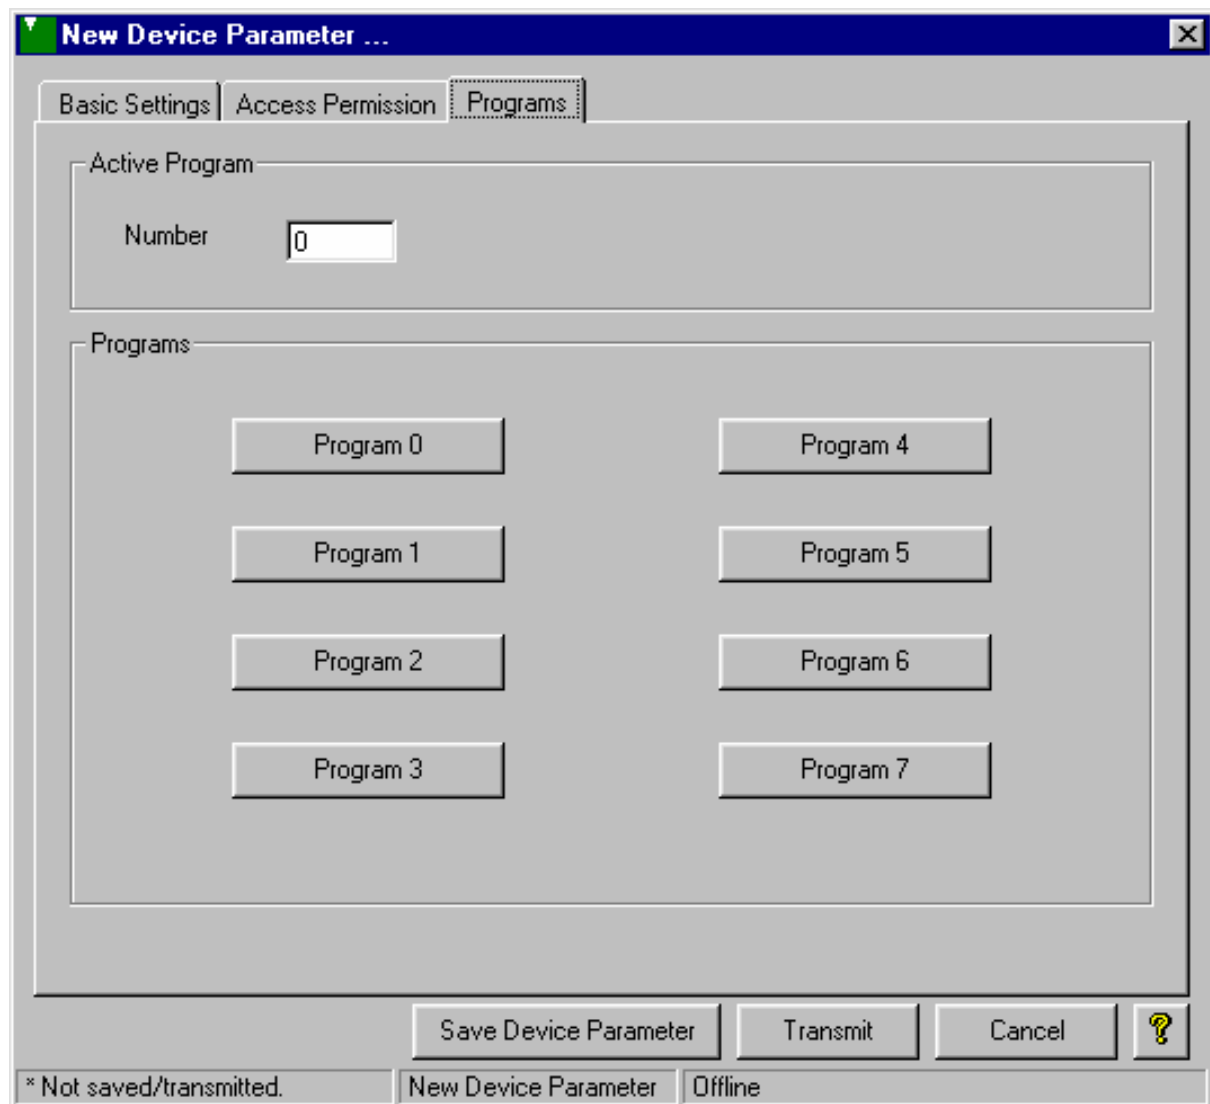 New Device Parameter ...
Basic Settings Access Permission Programs
Active Program
Number 0
Programs
Program 0 Program 4
Program 1 Program 5
Program 2 Program 6
Program 3 Program 7
Save Device Parameter Transmit Cancel ?
* Not saved/transmitted. New Device Parameter Offline